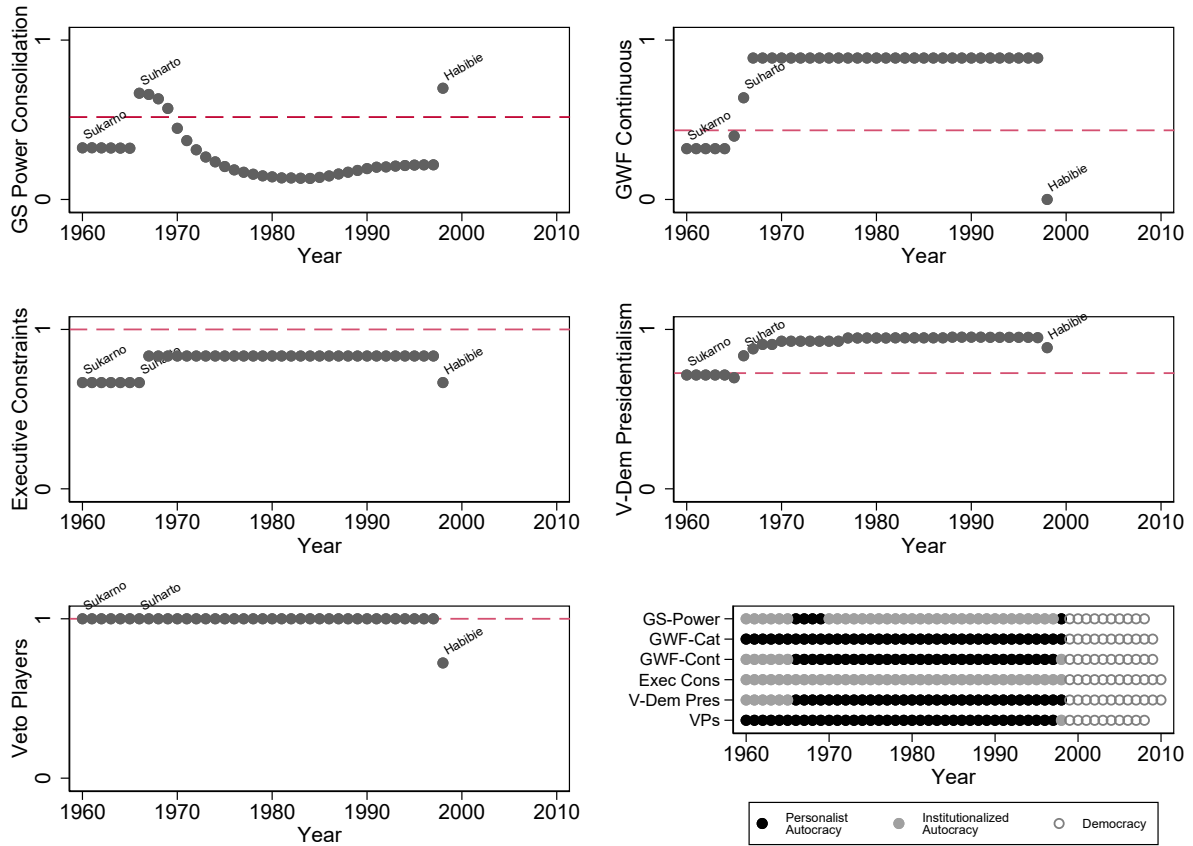 GS Power Consolidation
1
0
Sukarno
Suharto
Habibie
1960 1970 1980 1990 2000 2010
Year
GWF Continuous
1
0
Sukarno
Suharto
Habibie
1960 1970 1980 1990 2000 2010
Year
Executive Constraints
1
0
Sukarno
Suharto
Habibie
1960 1970 1980 1990 2000 2010
Year
V-Dem Presidentialism
1
0
Sukarno
Suharto
Habibie
1960 1970 1980 1990 2000 2010
Year
Veto Players
1
0
Sukarno
Suharto
Habibie
1960 1970 1980 1990 2000 2010
Year
GS-Power
GWF-Cat
GWF-Cont
Exec Cons
V-Dem Pres
VPs
1960 1970 1980 1990 2000 2010
Year
Personalist
Autocracy
Institutionalized
Autocracy
Democracy